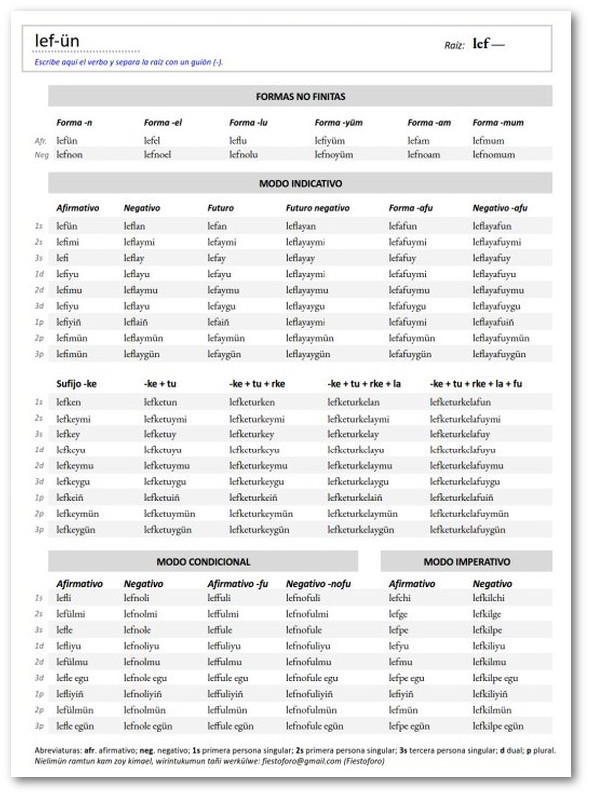 lef-ün Raíz: lef—
Escribe aquí el verbo y separa la raíz con un guión (-).
FORMAS NO FINITAS
Forma -n Forma -el Forma -lu Forma -yüm Forma -am Forma -mum
Afr. lefün lefel leflu lefiyüm lefam lefmum
Neg lefnon lefnoel lefnolu lefnoyüm lefnoam lefnomum
MODO INDICATIVO
Afirmativo Negativo Futuro Futuro negativo Forma -afu Negativo -afu
1s lefün leflan lefan leflayan lefafun leflayafun
2s lefimi leflaymi lefaymi leflayaymi lefafuymi leflayafuymi
3s lefi leflay lefay leflayay lefafuy leflayafuy
1d lefiyu leflayu lefayu leflayaymi lefafuymi leflayafuyu
2d lefimu leflaymu lefaymu leflayaymu lefafuymu leflayafuymu
3d lefiyu leflayu lefaygu leflayaygu lefafuygu leflayafuygu
1p lefiyiñ leflaiñ lefaiñ leflayaymi lefafuymi leflayafuiñ
2p lefimün leflaymün lefaymün leflayaymün lefafuymün leflayafuymün
3p lefimün leflaygün lefaygün leflayaygün lefafuygün leflayafuygün
Sufijo -ke -ke + tu -ke + tu + rke -ke + tu + rke + la -ke + tu + rke + la + fu
1s lefken lefketun lefketurken lefketurkelan lefketurkelafun
2s lefkeymi lefketuymi lefketurkeymi lefketurkelaymi lefketurkelafuymi
3s lefkey lefketuy lefketurkey lefketurkelay lefketurkelafuy
1d lefkeyu lefketuyu lefketurkeyu lefketurkelayu lefketurkelafuyu
2d lefkeymu lefketuymu lefketurkeymu lefketurkelaymu lefketurkelafuymu
3d lefkeygu lefketuygu lefketurkeygu lefketurkelaygu lefketurkelafuygu
1p lefkeiñ lefketuiñ lefketurkeiñ lefketurkelaiñ lefketurkelafuiñ
2p lefkeymün lefketuymün lefketurkeymün lefketurkelaymün lefketurkelafuymün
3p lefkeygün lefketuygün lefketurkeygün lefketurkelaygün lefketurkelafuygün
MODO CONDICIONAL MODO IMPERATIVO
Afirmativo Negativo Afirmativo -fu Negativo -nofu Afirmativo Negativo
1s lefli lefnoli leffuli lefnofuli lefchi lefkilchi
2s lefülmi lefnolmi leffulmi lefnofulmi lefge lefkilge
3s lefle lefnole leffule lefnofule lefpe lefkilpe
1d lefliyu lefnoliyu leffuliyu lefnofuliyu lefyu lefkiliyu
2d lefülmu lefnolmu leffulmu lefnofulmu lefmu lefkilmu
3d lefle egu lefnole egu leffule egu lefnofule egu lefpe egu lefkilpe egu
1p lefliyiñ lefnoliyiñ leffuliyiñ lefnofuliyiñ lefiyiñ lefkiliyiñ
2p lefülmün lefnolmün leffulmün lefnofulmün lefmün lefkilmün
3p lefle egün lefnole egün leffule egün lefnofule egün lefpe egün lefkilpe egün
Abreviaturas: afr. afirmativo; neg. negativo; 1s primera persona singular; 2s primera persona singular; 3s tercera persona singular; d dual; p plural.
Nielimün ramtun kam zoy kimael, wirintukumun tañi werkülwe: fiestoforo@gmail.com (Fiestoforo)